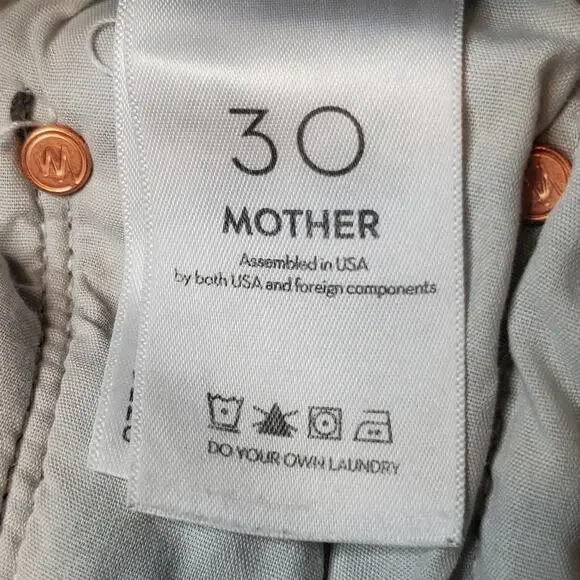 30
MOTHER
Assembled in USA
by both USA and foreign components
DO YOUR OWN LAUNDRY
M
M